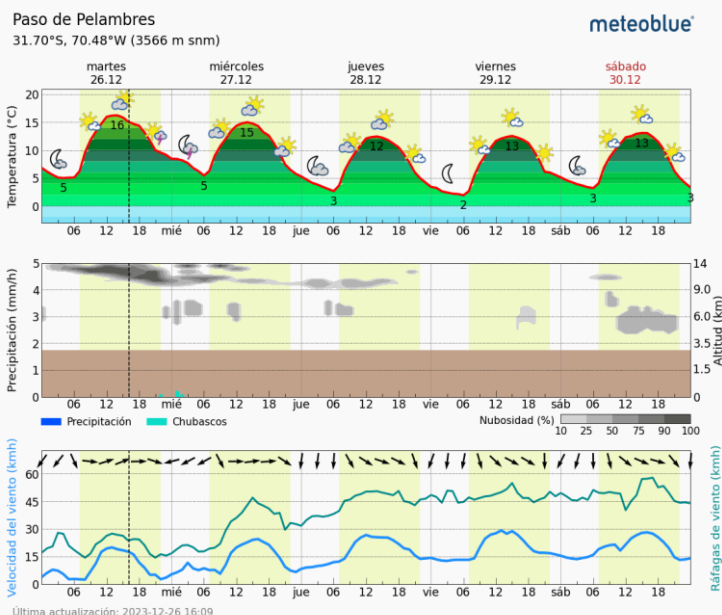 Paso de Pelambres
31.70°S, 70.48°W (3566 m snm)
meteoblue
martes miércoles jueves viernes sábado
26.12 27.12 28.12 29.12 30.12
Temperatura (°C)
20
15
10
5
0
16 15 12 13 13
5 5 3 2 3 3
06 12 18 mié 06 12 18 jue 06 12 18 vie 06 12 18 sáb 06 12 18
Precipitación (mm/h)
5 14
4 9.0
3 6.0
2 3.5
1 1.5
0 0
Altitud (km)
06 12 18 mié 06 12 18 jue 06 12 18 vie 06 12 18 sáb 06 12 18
Precipitación Chubascos Nubosidad (%)
10 25 50 75 90 100
Velocidad del viento (kmh)
60
45
30
15
0
Ráfagas de viento (kmh)
06 12 18 mié 06 12 18 jue 06 12 18 vie 06 12 18 sáb 06 12 18
Última actualización: 2023-12-26 16:09